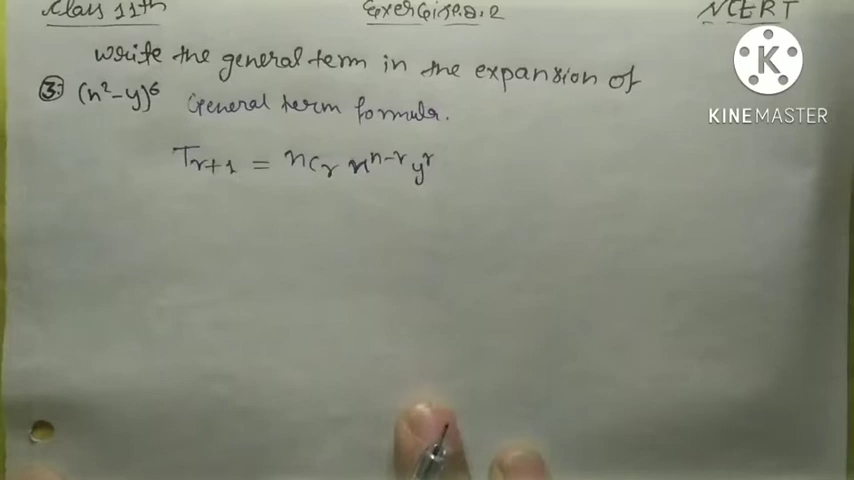 Class 11th Exercise.8.2 NCERT
write the general term in the expansion of
3. (x²-y)⁶ General term formula.
Tr+1 = nCr xⁿ⁻ʳ yʳ
KINEMASTER